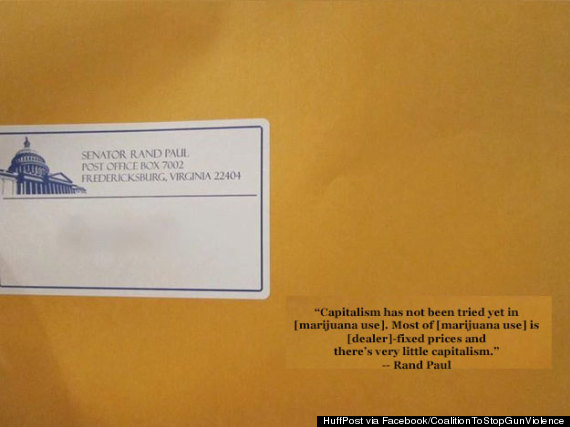 SENATOR RAND PAUL
POST OFFICE BOX 7002
FREDERICKSBURG, VIRGINIA 22404
“Capitalism has not been tried yet in
[marijuana use]. Most of [marijuana use] is
[dealer]-fixed prices and
there’s very little capitalism.”
-- Rand Paul
HuffPost via Facebook/CoalitionToStopGunViolence